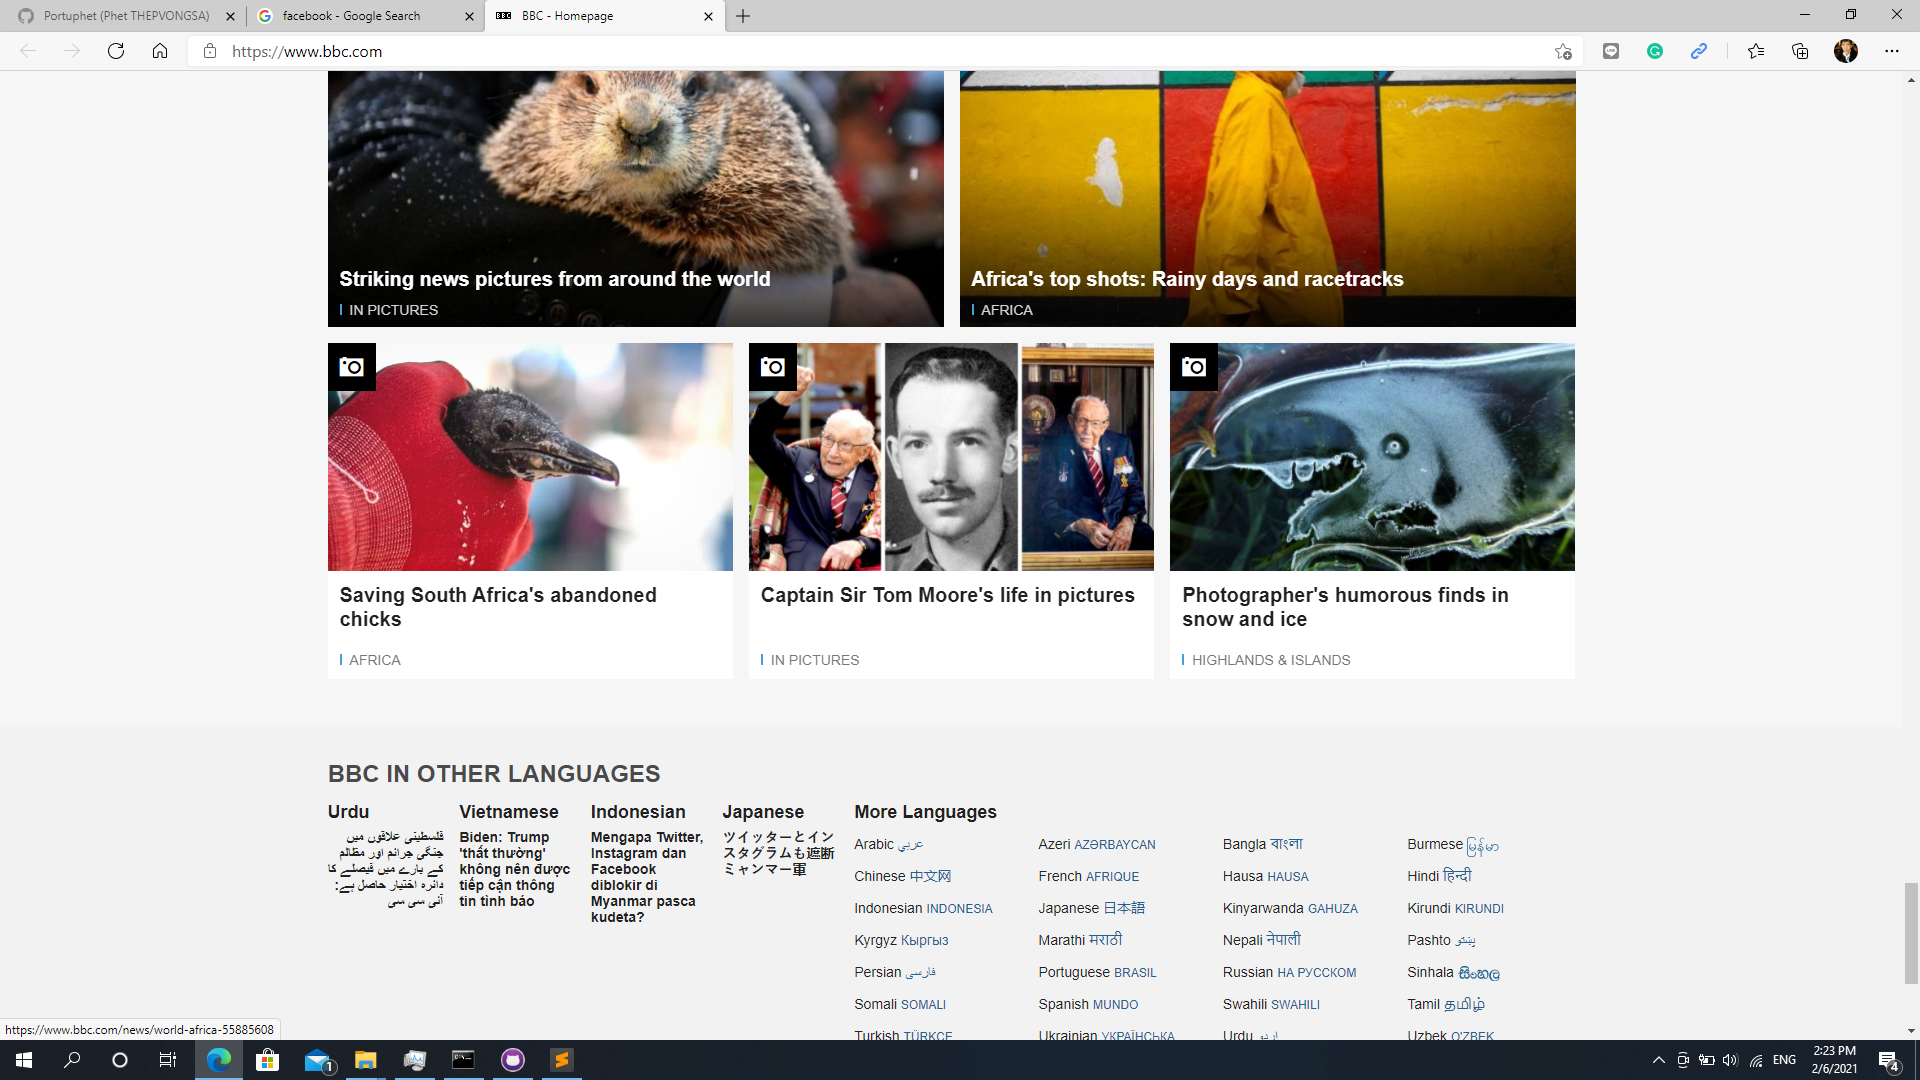 Portuphet (Phet THEPVONGSA)
facebook - Google Search
BBC - Homepage
https://www.bbc.com
Striking news pictures from around the world
IN PICTURES
Africa's top shots: Rainy days and racetracks
AFRICA
Saving South Africa's abandoned
chicks
AFRICA
Captain Sir Tom Moore's life in pictures
IN PICTURES
Photographer's humorous finds in
snow and ice
HIGHLANDS & ISLANDS
BBC IN OTHER LANGUAGES
Urdu
فلسطینی علاقوں میں
جنگی جرائم اور مظالم
کے بارے میں فیصلے کا
دائرہ اختیار حاصل ہے:
آئی سی سی
Vietnamese
Biden: Trump
'thất thường'
không nên được
tiếp cận thông
tin tình báo
Indonesian
Mengapa Twitter,
Instagram dan
Facebook
diblokir di
Myanmar pasca
kudeta?
Japanese
ツイッターとイン
スタグラムも遮断
ミャンマー軍
More Languages
Arabic عربي
Azeri AZƏRBAYCAN
Bangla বাংলা
Burmese မြန်မာ
Chinese 中文网
French AFRIQUE
Hausa HAUSA
Hindi हिन्दी
Indonesian INDONESIA
Japanese 日本語
Kinyarwanda GAHUZA
Kirundi KIRUNDI
Kyrgyz Кыргыз
Marathi मराठी
Nepali नेपाली
Pashto پښتو
Persian فارسی
Portuguese BRASIL
Russian НА РУССКОМ
Sinhala සිංහල
Somali SOMALI
Spanish MUNDO
Swahili SWAHILI
Tamil தமிழ்
Turkish TÜRKÇE
Ukrainian УКРАЇНСЬКА
Urdu اردو
Uzbek O'ZBEK
https://www.bbc.com/news/world-africa-55885608
1
ENG
2:23 PM
2/6/2021
4